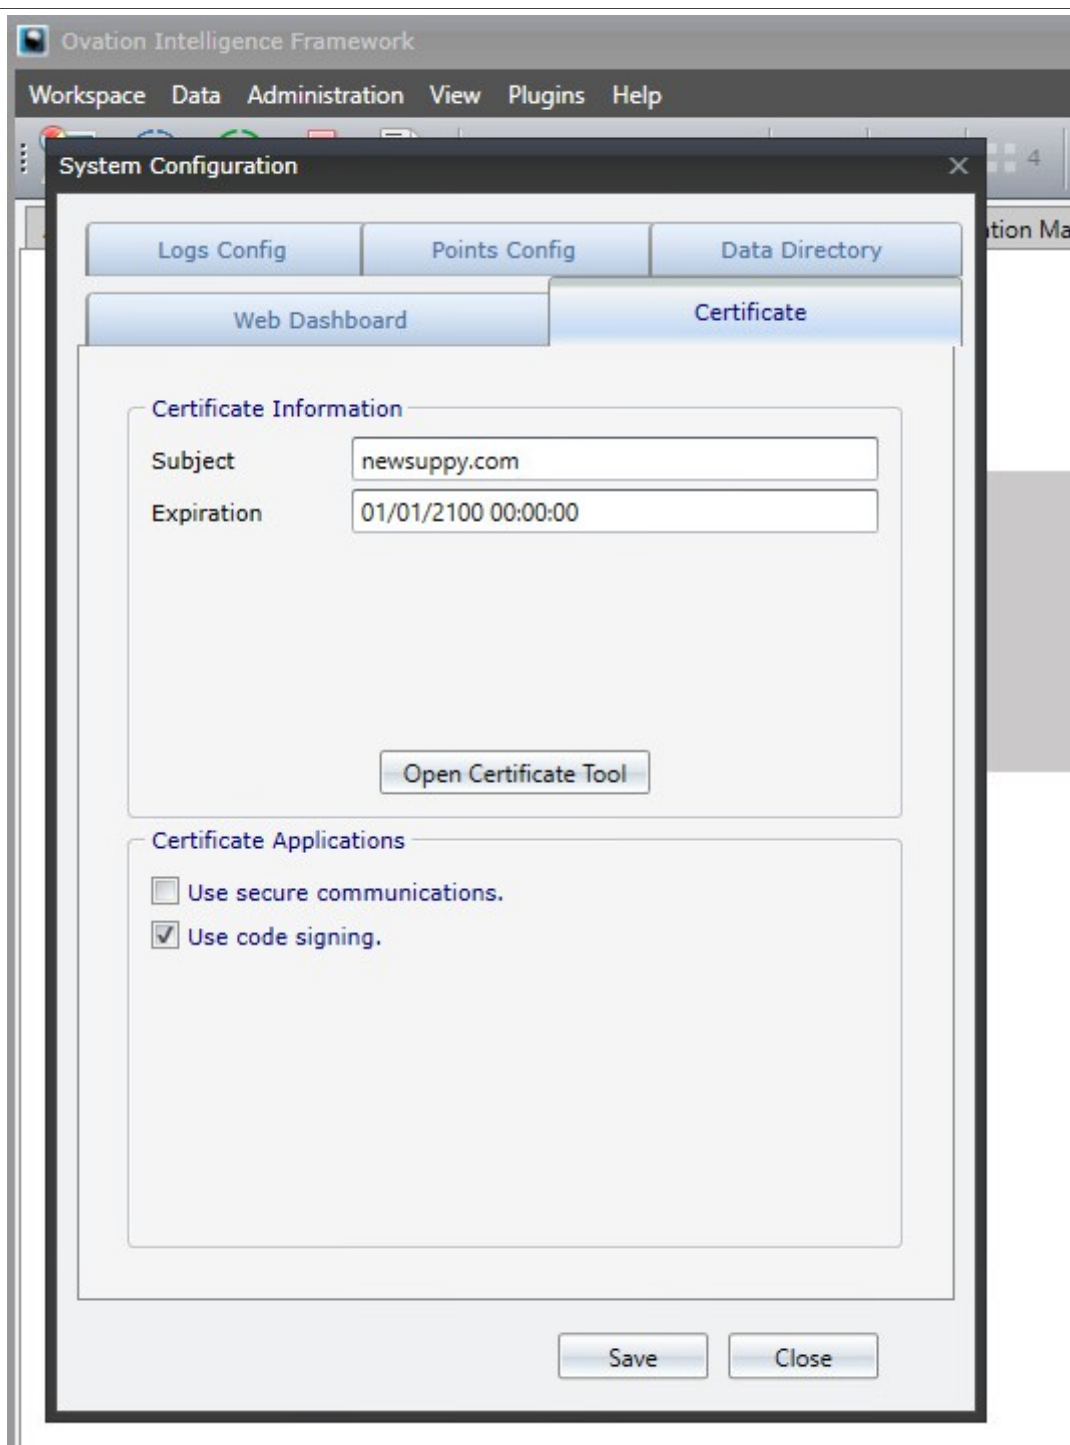 Ovation Intelligence Framework
Workspace Data Administration View Plugins Help
System Configuration
4
tion Ma
Logs Config Points Config Data Directory
Web Dashboard Certificate
Certificate Information
Subject newsuppy.com
Expiration 01/01/2100 00:00:00
Open Certificate Tool
Certificate Applications
Use secure communications.
Use code signing.
Save Close